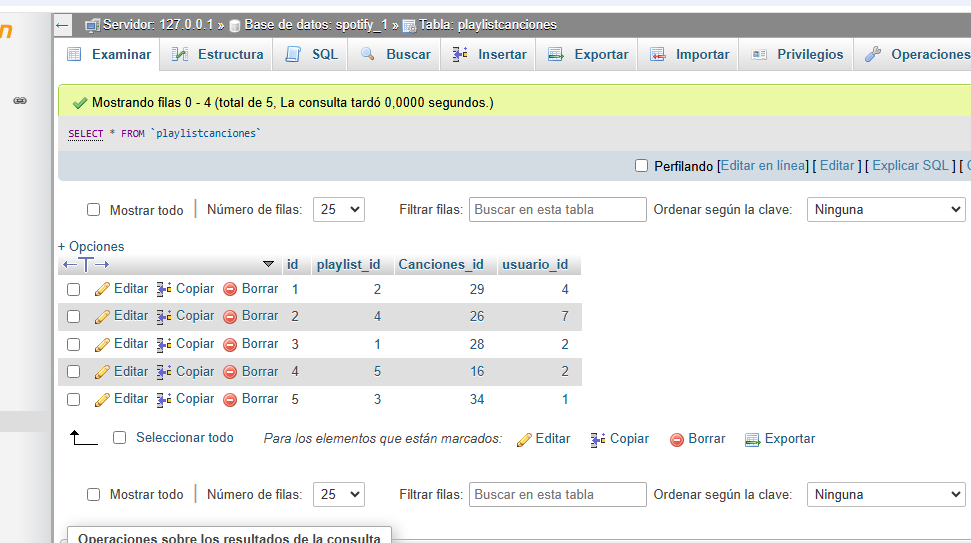 n
Servidor: 127.0.0.1 » Base de datos: spotify_1 » Tabla: playlistcanciones
Examinar Estructura SQL Buscar Insertar Exportar Importar Privilegios Operaciones
Mostrando filas 0 - 4 (total de 5, La consulta tardó 0,0000 segundos.)
SELECT * FROM `playlistcanciones`
Perfilando [Editar en línea] [ Editar ] [ Explicar SQL ] [
Mostrar todo | Número de filas: 25 Filtrar filas: Buscar en esta tabla Ordenar según la clave: Ninguna
+ Opciones
←T→ id playlist_id Canciones_id usuario_id
Editar Copiar Borrar 1 2 29 4
Editar Copiar Borrar 2 4 26 7
Editar Copiar Borrar 3 1 28 2
Editar Copiar Borrar 4 5 16 2
Editar Copiar Borrar 5 3 34 1
Seleccionar todo Para los elementos que están marcados: Editar Copiar Borrar Exportar
Mostrar todo | Número de filas: 25 Filtrar filas: Buscar en esta tabla Ordenar según la clave: Ninguna
Operaciones sobre los resultados de la consulta